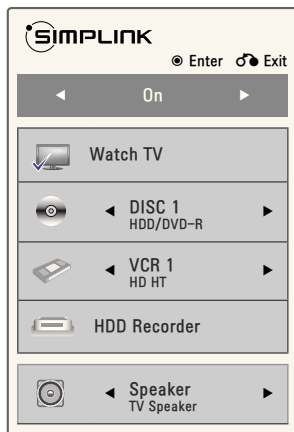 SIMPLINK
Enter Exit
On
Watch TV
DISC 1
HDD/DVD-R
VCR 1
HD HT
HDD Recorder
Speaker
TV Speaker